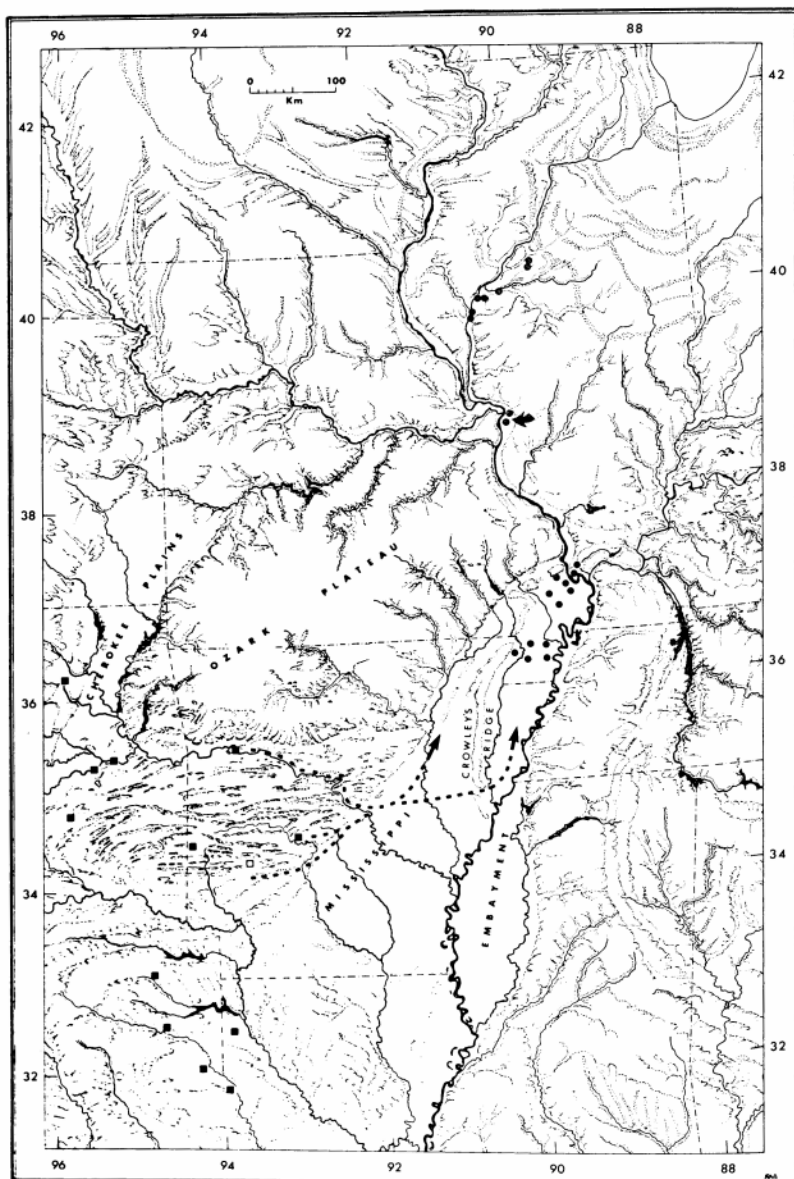 96 94 92 90 88
0 100
Km
42 42
40 40
38 38
36 36
34 34
32 32
CHEROKEE PLAINS
OZARK PLATEAU
CROWLEYS
RIDGE
MISSISSIPPI
EMBAYMENT
96 94 92 90 88